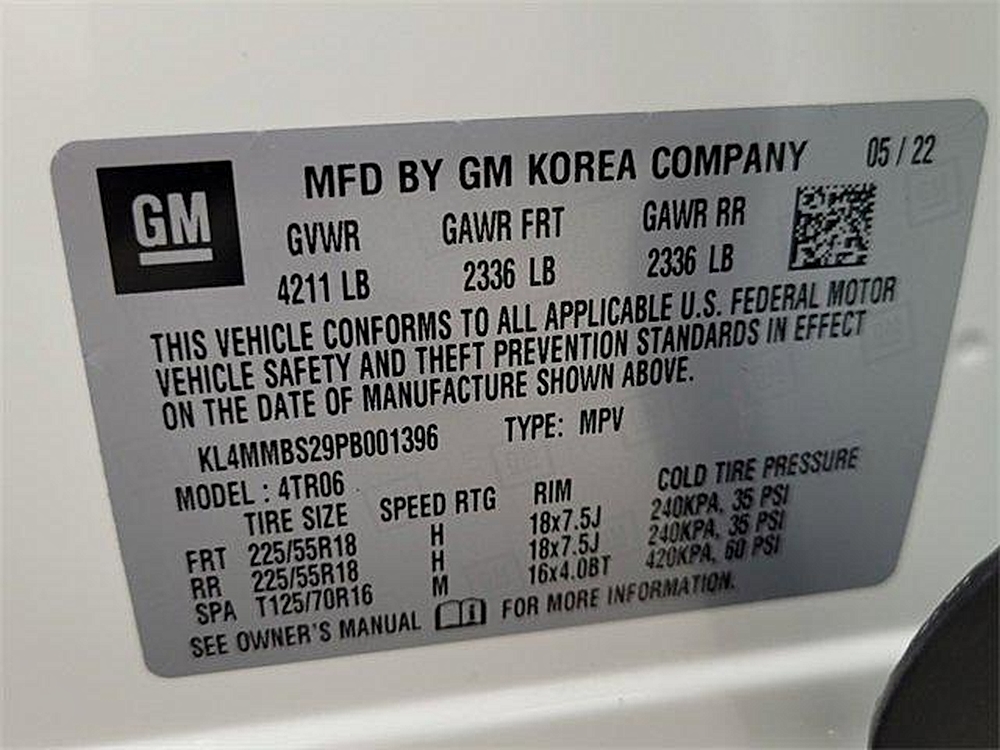 GM
MFD BY GM KOREA COMPANY 05 / 22
GVWR GAWR FRT GAWR RR
4211 LB 2336 LB 2336 LB
THIS VEHICLE CONFORMS TO ALL APPLICABLE U.S. FEDERAL MOTOR
VEHICLE SAFETY AND THEFT PREVENTION STANDARDS IN EFFECT
ON THE DATE OF MANUFACTURE SHOWN ABOVE.
KL4MMBS29PB001396 TYPE: MPV
MODEL : 4TR06
TIRE SIZE SPEED RTG RIM COLD TIRE PRESSURE
FRT 225/55R18 H 18x7.5J 240KPA, 35 PSI
RR 225/55R18 H 18x7.5J 240KPA, 35 PSI
SPA T125/70R16 M 16x4.0BT 420KPA, 60 PSI
SEE OWNER'S MANUAL FOR MORE INFORMATION.